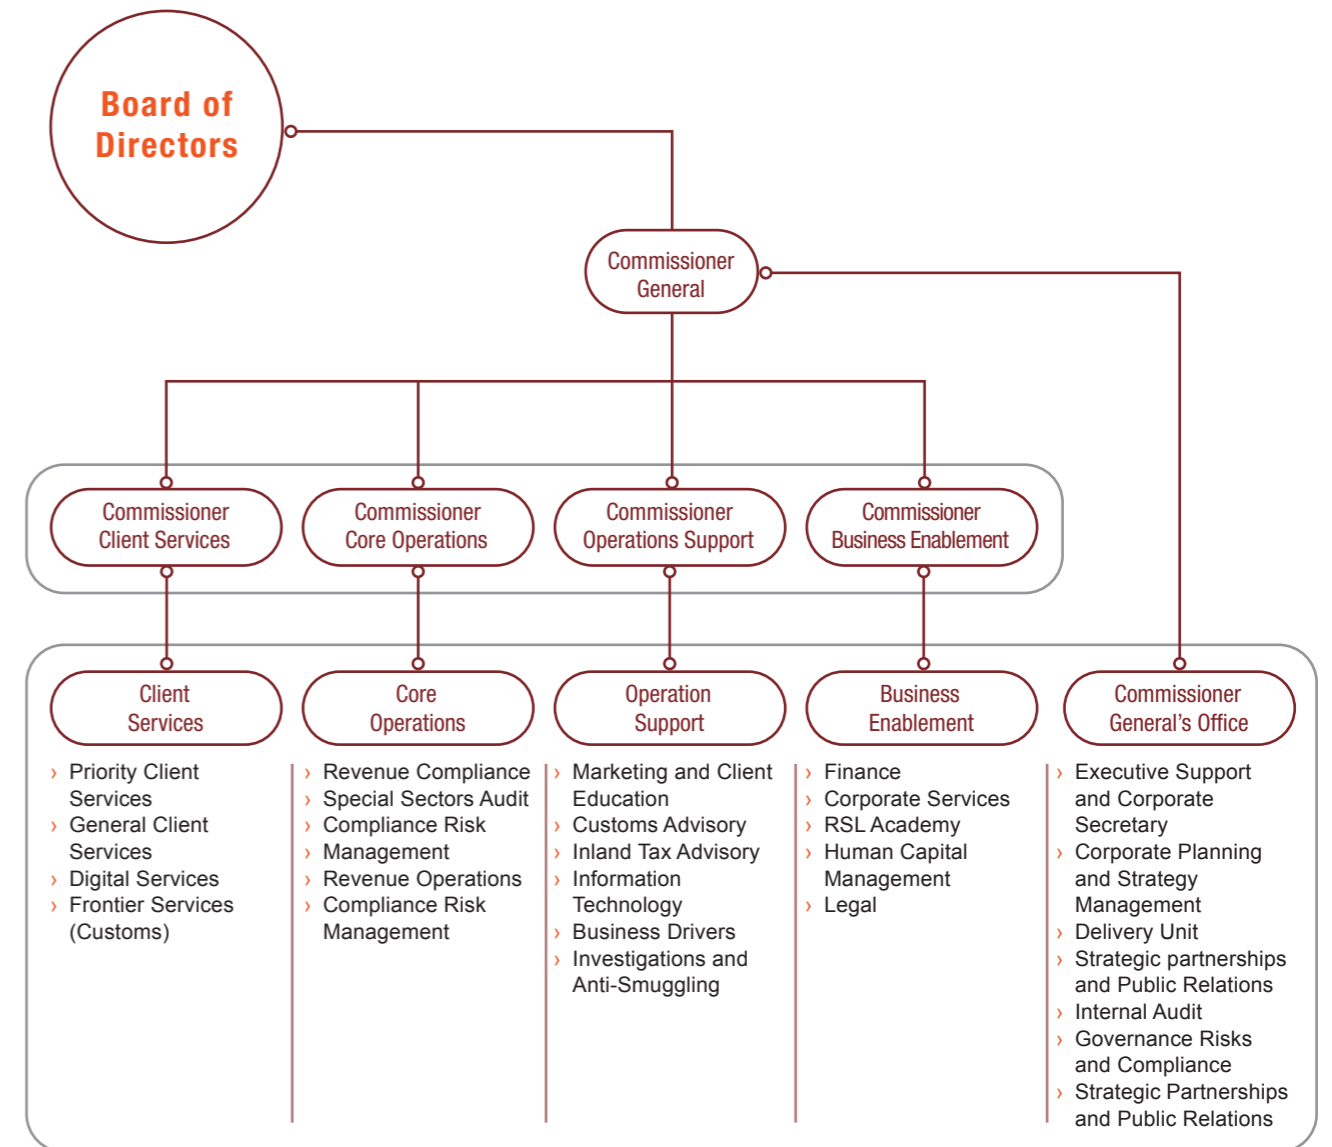 Board of
Directors
Commissioner
General
Commissioner
Client Services
Commissioner
Core Operations
Commissioner
Operations Support
Commissioner
Business Enablement
Client
Services
Core
Operations
Operation
Support
Business
Enablement
Commissioner
General's Office
› Priority Client
Services
› General Client
Services
› Digital Services
› Frontier Services
(Customs)
› Revenue Compliance
› Special Sectors Audit
› Compliance Risk
› Management
› Revenue Operations
› Compliance Risk
Management
› Marketing and Client
Education
› Customs Advisory
› Inland Tax Advisory
› Information
Technology
› Business Drivers
› Investigations and
Anti-Smuggling
› Finance
› Corporate Services
› RSL Academy
› Human Capital
Management
› Legal
› Executive Support
and Corporate
Secretary
› Corporate Planning
and Strategy
Management
› Delivery Unit
› Strategic partnerships
and Public Relations
› Internal Audit
› Governance Risks
and Compliance
› Strategic Partnerships
and Public Relations